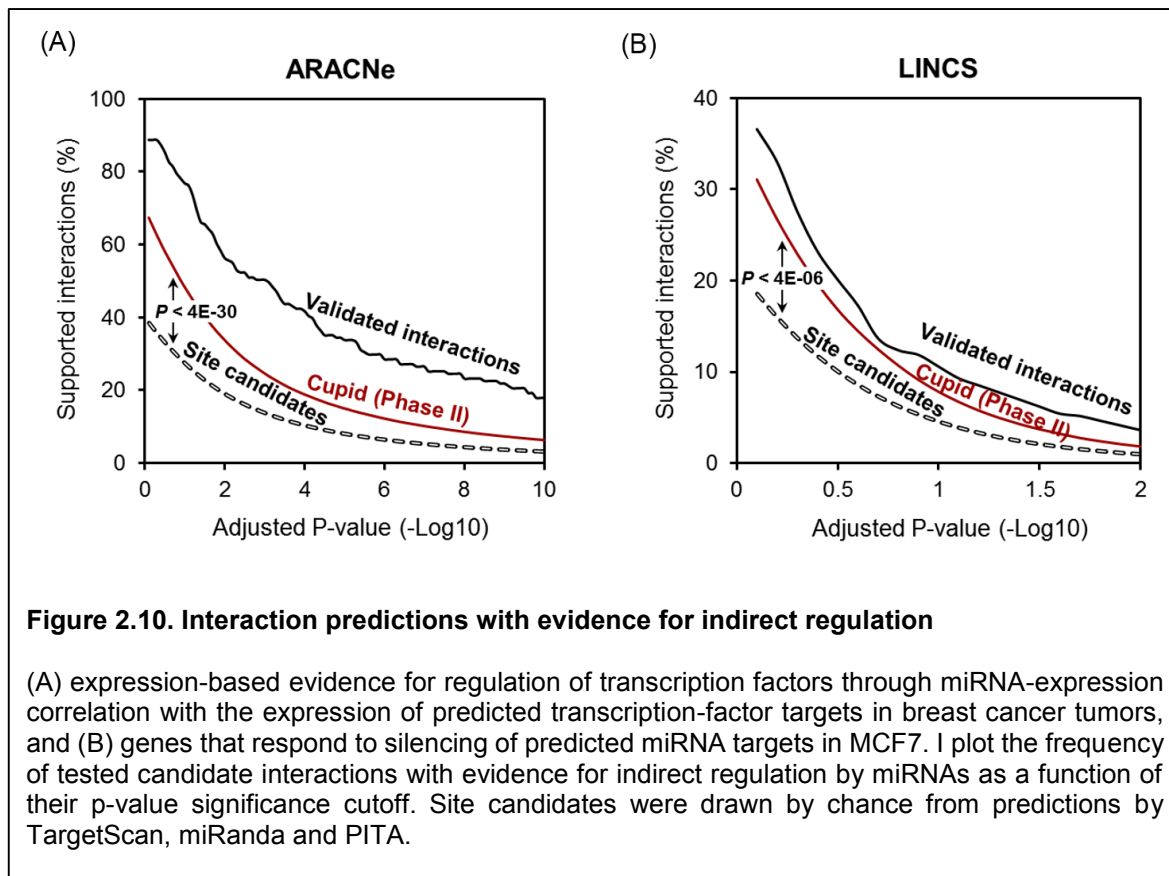 (A)
ARACNe
100
80
60
40
20
0
Supported interactions (%)
P < 4E-30
Validated interactions
Cupid (Phase II)
Site candidates
0 2 4 6 8 10
Adjusted P-value (-Log10)
(B)
LINCS
40
30
20
10
0
Supported interactions (%)
P < 4E-06
Validated interactions
Cupid (Phase II)
Site candidates
0 0.5 1 1.5 2
Adjusted P-value (-Log10)
Figure 2.10. Interaction predictions with evidence for indirect regulation
(A) expression-based evidence for regulation of transcription factors through miRNA-expression
correlation with the expression of predicted transcription-factor targets in breast cancer tumors,
and (B) genes that respond to silencing of predicted miRNA targets in MCF7. I plot the frequency
of tested candidate interactions with evidence for indirect regulation by miRNAs as a function of
their p-value significance cutoff. Site candidates were drawn by chance from predictions by
TargetScan, miRanda and PITA.